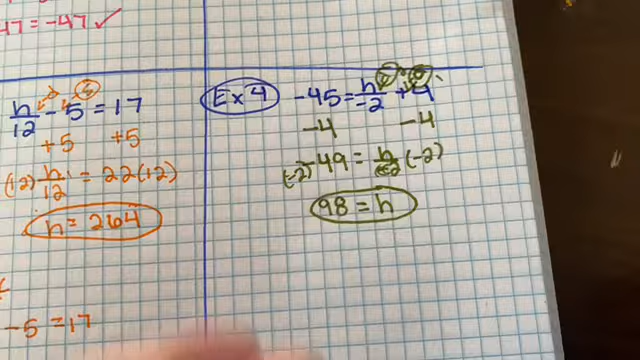 47 = -47 ✓
h/12 - 5 = 17
+5 +5
(12) h/12 = 22(12)
h = 264
-5 = 17
Ex 4
-45 = h/-2 + 4
-4 -4
(-2) -49 = h/-2 (-2)
98 = h